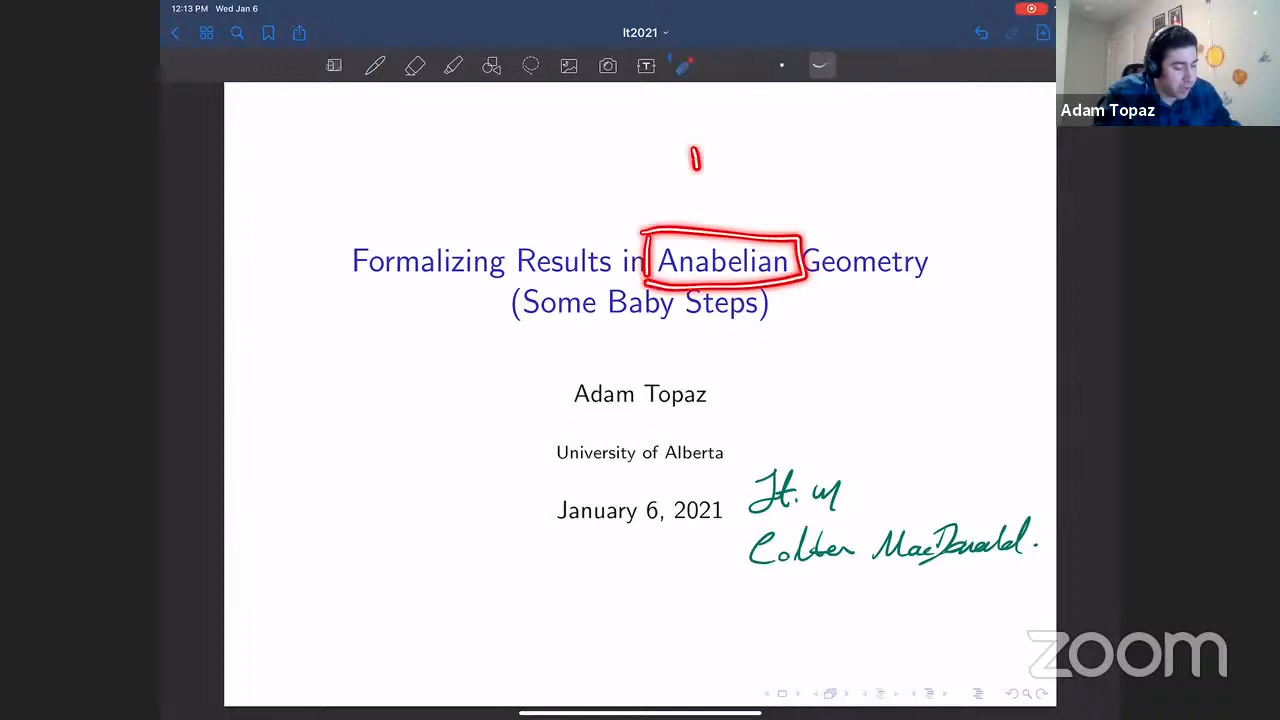 12:13 PM Wed Jan 6
lt2021
Adam Topaz
Formalizing Results in Anabelian Geometry
(Some Baby Steps)
Adam Topaz
University of Alberta
January 6, 2021
Jt. w/
Colter MacDonald.
zoom